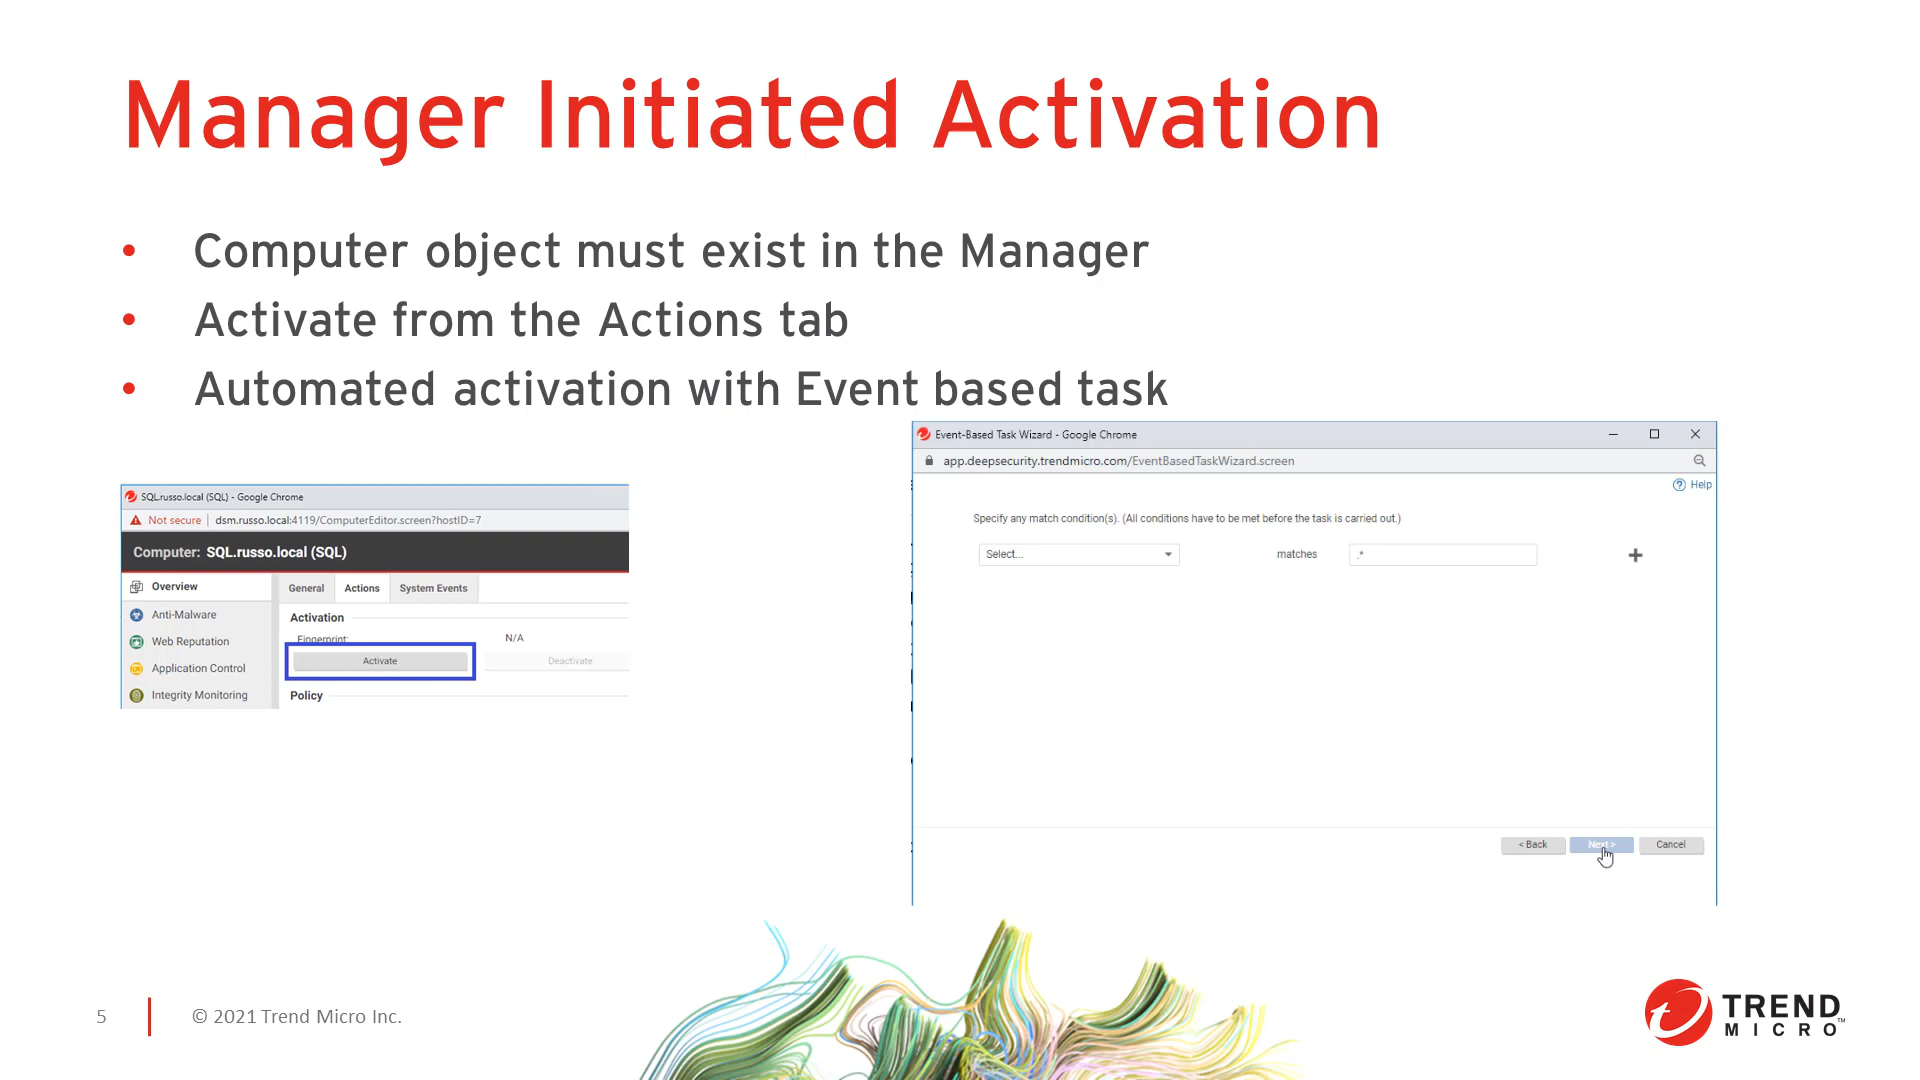 Manager Initiated Activation
• Computer object must exist in the Manager
• Activate from the Actions tab
• Automated activation with Event based task
SQL.russo.local (SQL) - Google Chrome
Not secure | dsm.russo.local:4119/ComputerEditor.screen?hostID=7
Computer: SQL.russo.local (SQL)
Overview
Anti-Malware
Web Reputation
Application Control
Integrity Monitoring
General Actions System Events
Activation
Fingerprint: N/A
Activate Deactivate
Policy
Event-Based Task Wizard - Google Chrome
app.deepsecurity.trendmicro.com/EventBasedTaskWizard.screen
Help
Specify any match condition(s). (All conditions have to be met before the task is carried out.)
Select... matches .*
< Back Next > Cancel
5 © 2021 Trend Micro Inc.
TREND
MICRO™